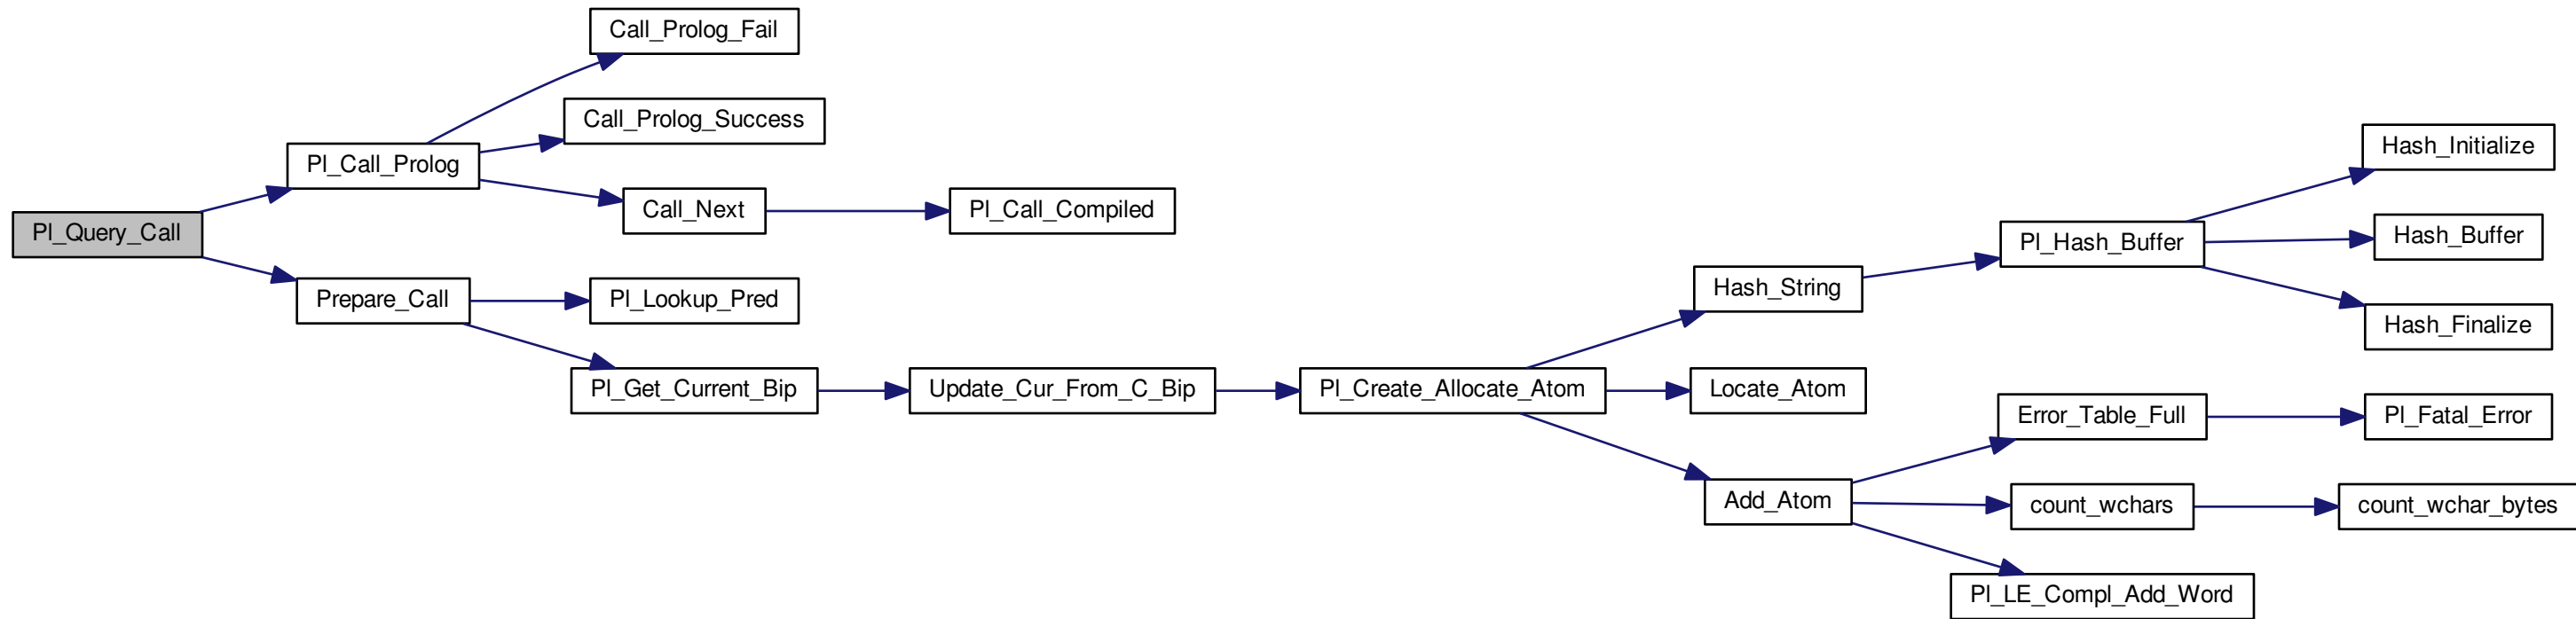 Pl_Query_Call
Pl_Call_Prolog
Call_Prolog_Fail
Call_Prolog_Success
Call_Next
Pl_Call_Compiled
Prepare_Call
Pl_Lookup_Pred
Pl_Get_Current_Bip
Update_Cur_From_C_Bip
Pl_Create_Allocate_Atom
Hash_String
Pl_Hash_Buffer
Hash_Initialize
Hash_Buffer
Hash_Finalize
Locate_Atom
Add_Atom
Error_Table_Full
Pl_Fatal_Error
count_wchars
count_wchar_bytes
Pl_LE_Compl_Add_Word